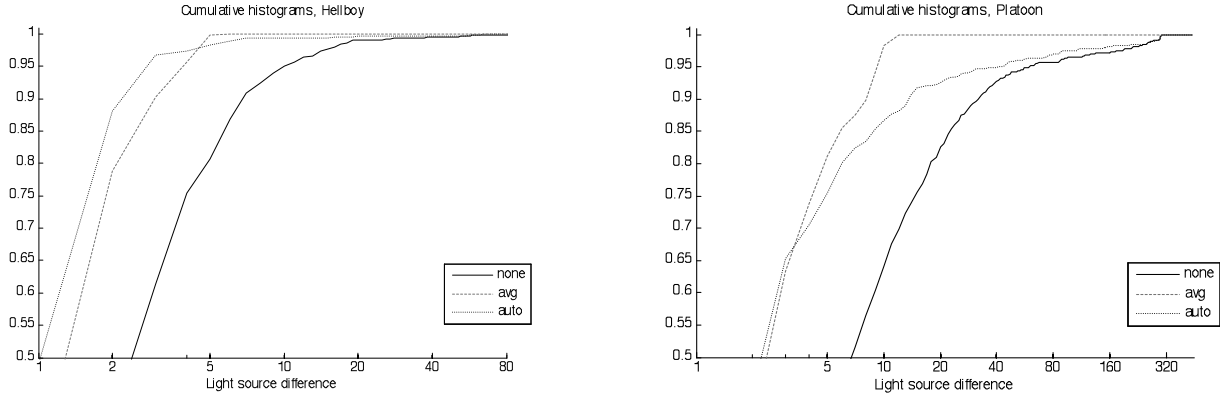 Cumulative histograms, Hellboy
1
0.95
0.9
0.85
0.8
0.75
0.7
0.65
0.6
0.55
0.5
1 2 5 10 20 40 80
Light source difference
none
avg
auto
Cumulative histograms, Platoon
1
0.95
0.9
0.85
0.8
0.75
0.7
0.65
0.6
0.55
0.5
1 5 10 20 40 80 160 320
Light source difference
none
avg
auto